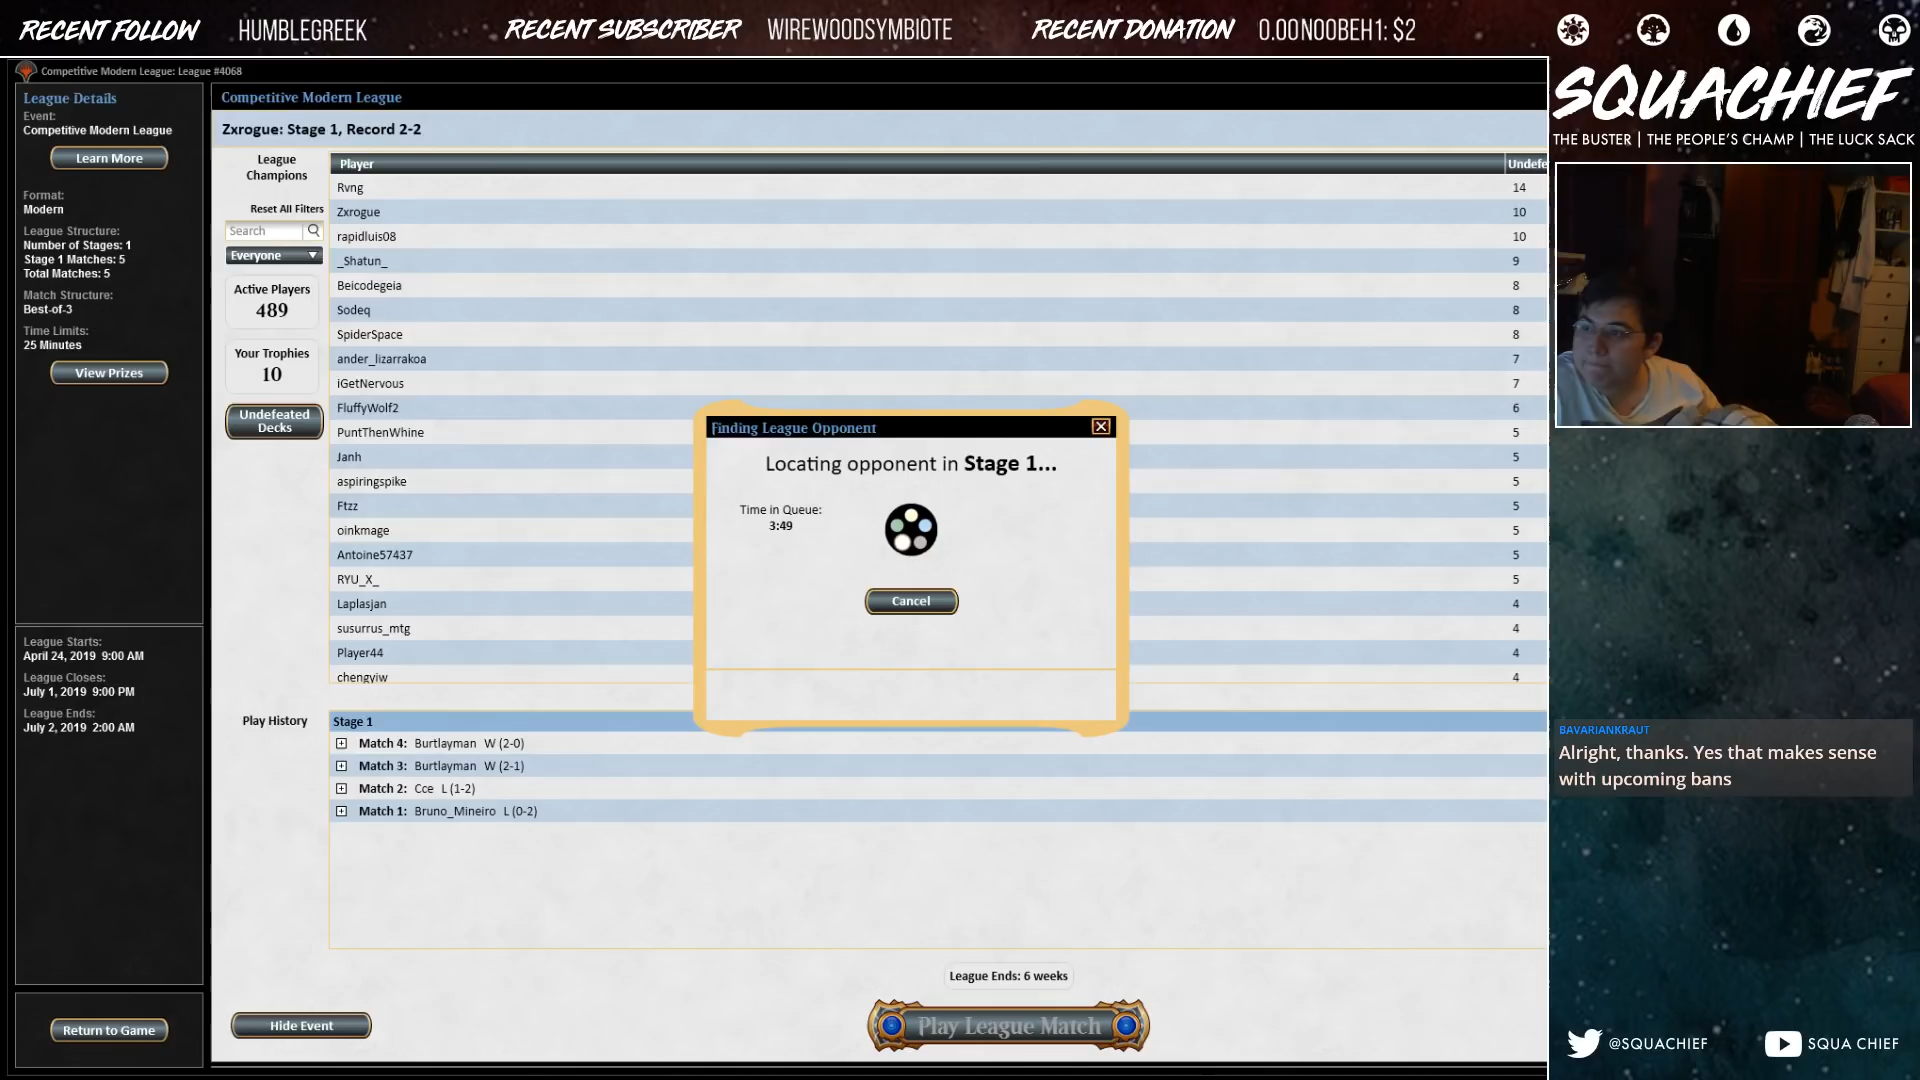 RECENT FOLLOW HUMBLEGREEK RECENT SUBSCRIBER WIREWOODSYMBIOTE RECENT DONATION 0.00NOOBEH1: $2
Competitive Modern League: League #4068
League Details
Event:
Competitive Modern League
Learn More
Format:
Modern
League Structure:
Number of Stages: 1
Stage 1 Matches: 5
Total Matches: 5
Match Structure:
Best-of-3
Time Limits:
25 Minutes
View Prizes
League Starts:
April 24, 2019 9:00 AM
League Closes:
July 1, 2019 9:00 PM
League Ends:
July 2, 2019 2:00 AM
Return to Game
Competitive Modern League
Zxrogue: Stage 1, Record 2-2
League
Champions
Reset All Filters
Search
Everyone
Active Players
489
Your Trophies
10
Undefeated
Decks
Player Undefe
Rvng 14
Zxrogue 10
rapidluis08 10
_Shatun_ 9
Beicodegeia 8
Sodeq 8
SpiderSpace 8
ander_lizarrakoa 7
iGetNervous 7
FluffyWolf2 6
PuntThenWhine 5
Janh 5
aspiringspike 5
Ftzz 5
oinkmage 5
Antoine57437 5
RYU_X_ 5
Laplasjan 4
susurrus_mtg 4
Player44 4
chengyiw 4
Finding League Opponent
Locating opponent in Stage 1...
Time in Queue:
3:49
Cancel
Play History
Stage 1
Match 4: Burtlayman W (2-0)
Match 3: Burtlayman W (2-1)
Match 2: Cce L (1-2)
Match 1: Bruno_Mineiro L (0-2)
League Ends: 6 weeks
Hide Event
Play League Match
SQUACHIEF
THE BUSTER | THE PEOPLE'S CHAMP | THE LUCK SACK
BAVARIANKRAUT
Alright, thanks. Yes that makes sense
with upcoming bans
@SQUACHIEF SQUA CHIEF